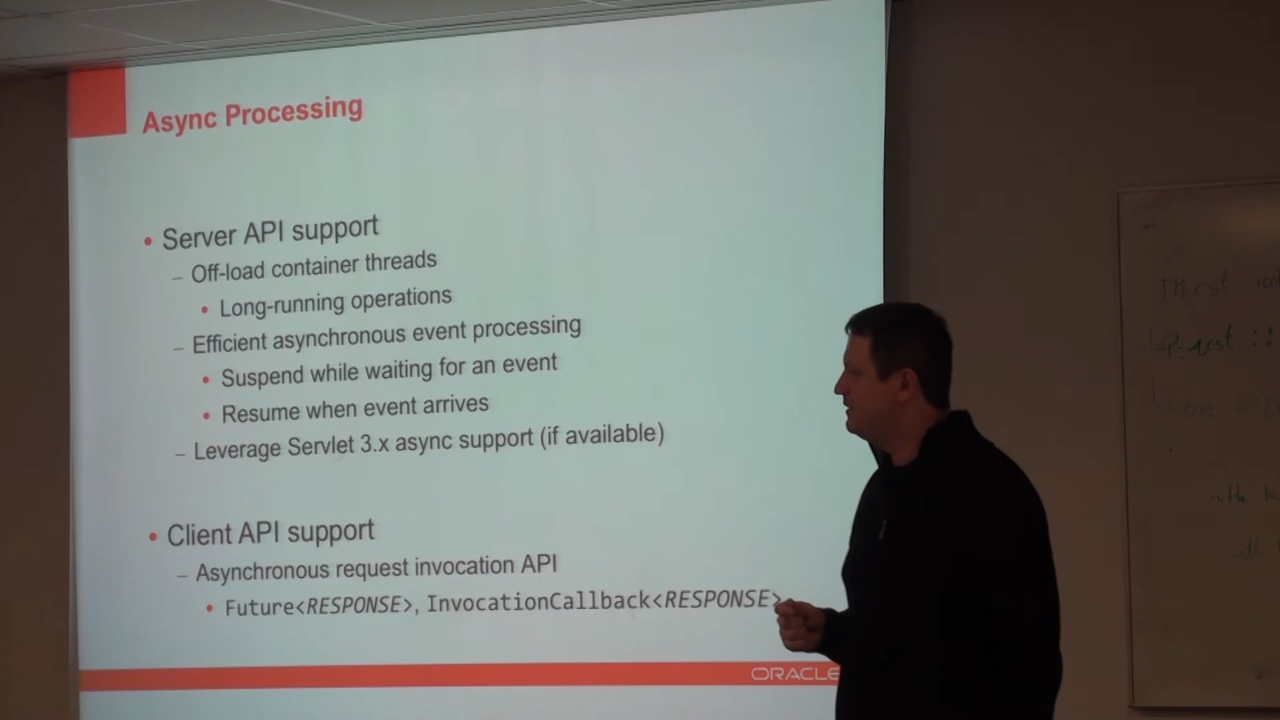 Async Processing
• Server API support
– Off-load container threads
• Long-running operations
– Efficient asynchronous event processing
• Suspend while waiting for an event
• Resume when event arrives
– Leverage Servlet 3.x async support (if available)
• Client API support
– Asynchronous request invocation API
• Future<RESPONSE>, InvocationCallback<RESPONSE>
ORACLE